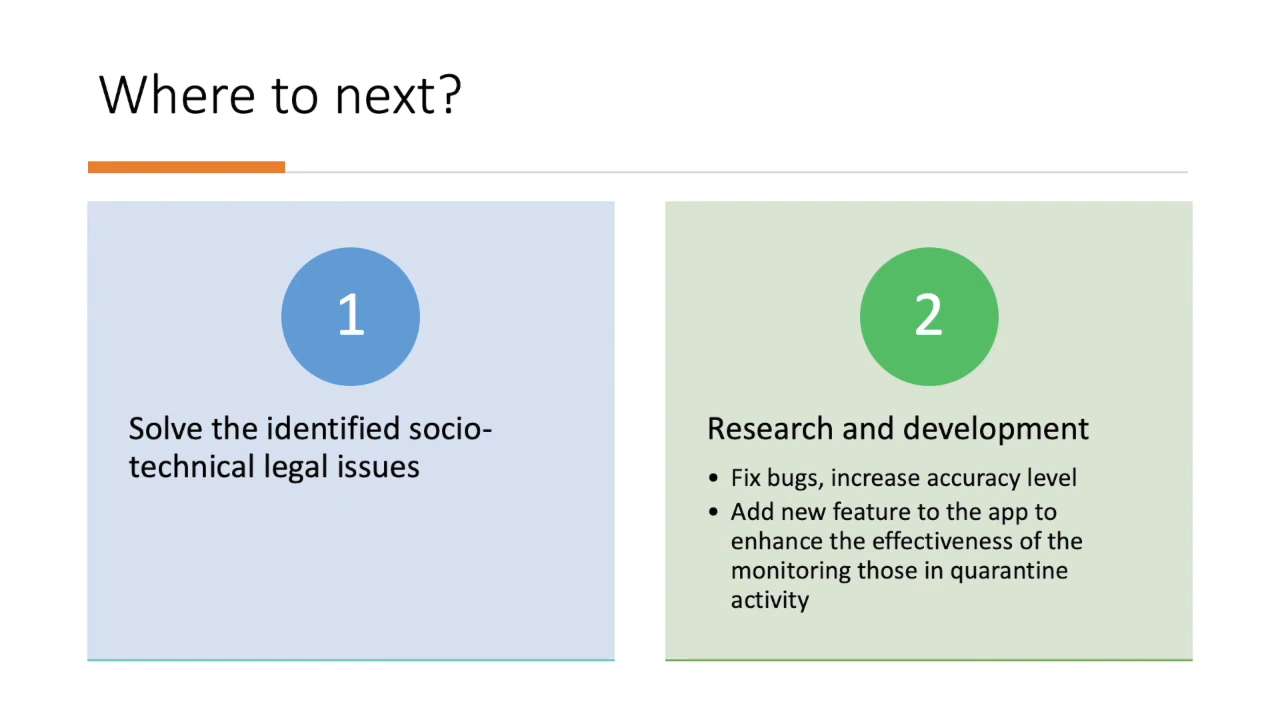 Where to next?
1
Solve the identified socio-
technical legal issues
2
Research and development
• Fix bugs, increase accuracy level
• Add new feature to the app to
enhance the effectiveness of the
monitoring those in quarantine
activity